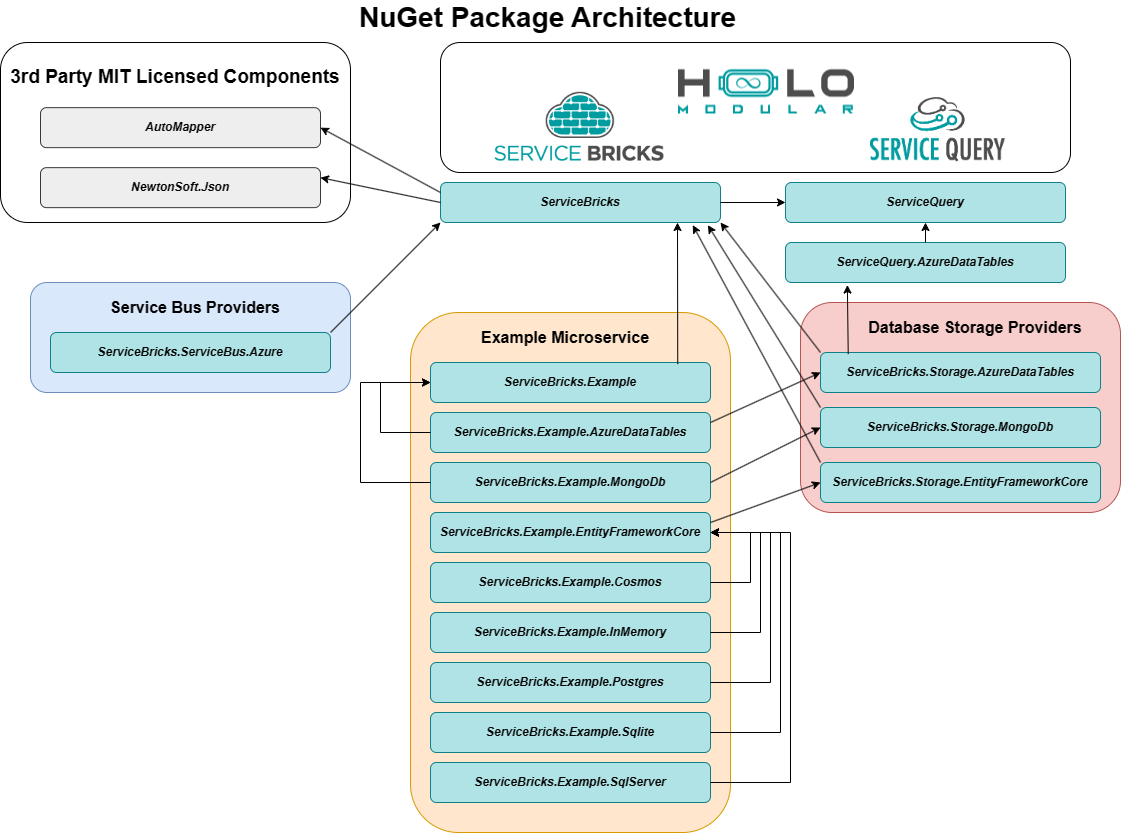 NuGet Package Architecture
3rd Party MIT Licensed Components
AutoMapper
NewtonSoft.Json
HOLO
MODULAR
SERVICE BRICKS
SERVICE QUERY
ServiceBricks
ServiceQuery
ServiceQuery.AzureDataTables
Service Bus Providers
ServiceBricks.ServiceBus.Azure
Example Microservice
ServiceBricks.Example
ServiceBricks.Example.AzureDataTables
ServiceBricks.Example.MongoDb
ServiceBricks.Example.EntityFrameworkCore
ServiceBricks.Example.Cosmos
ServiceBricks.Example.InMemory
ServiceBricks.Example.Postgres
ServiceBricks.Example.Sqlite
ServiceBricks.Example.SqlServer
Database Storage Providers
ServiceBricks.Storage.AzureDataTables
ServiceBricks.Storage.MongoDb
ServiceBricks.Storage.EntityFrameworkCore